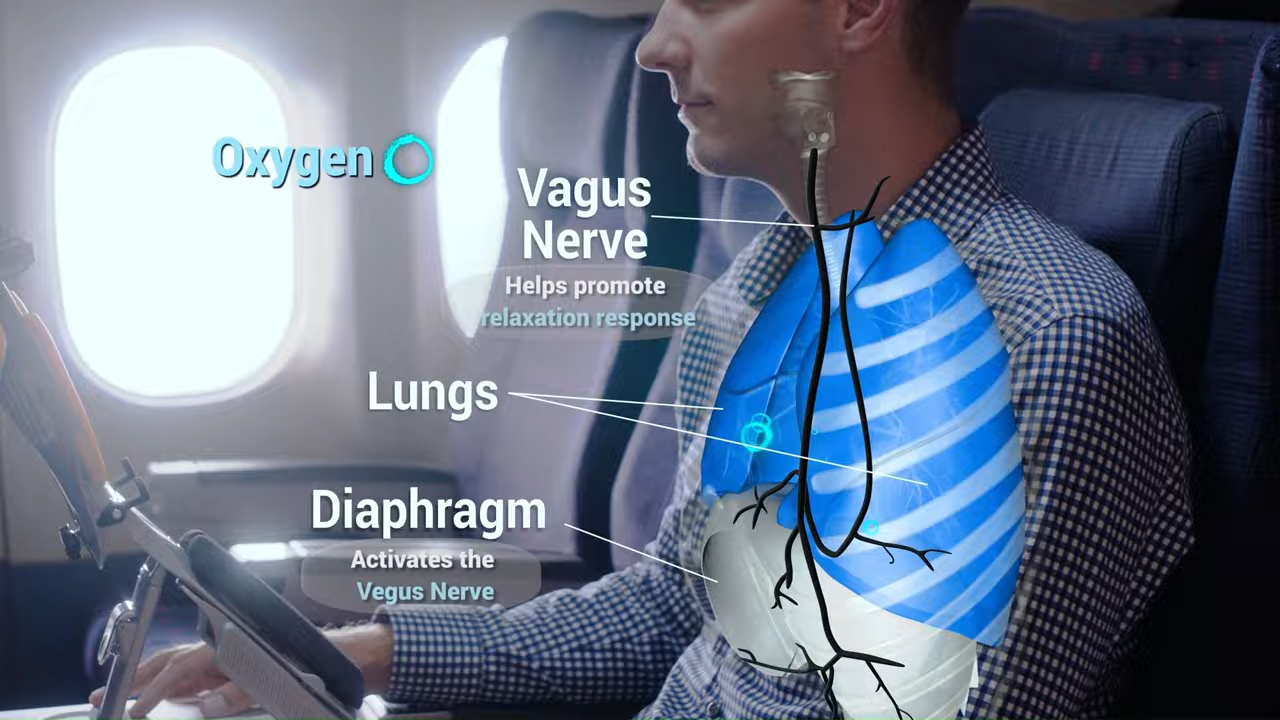 Oxygen
Vagus
Nerve
Helps promote
relaxation response
Lungs
Diaphragm
Activates the
Vegus Nerve